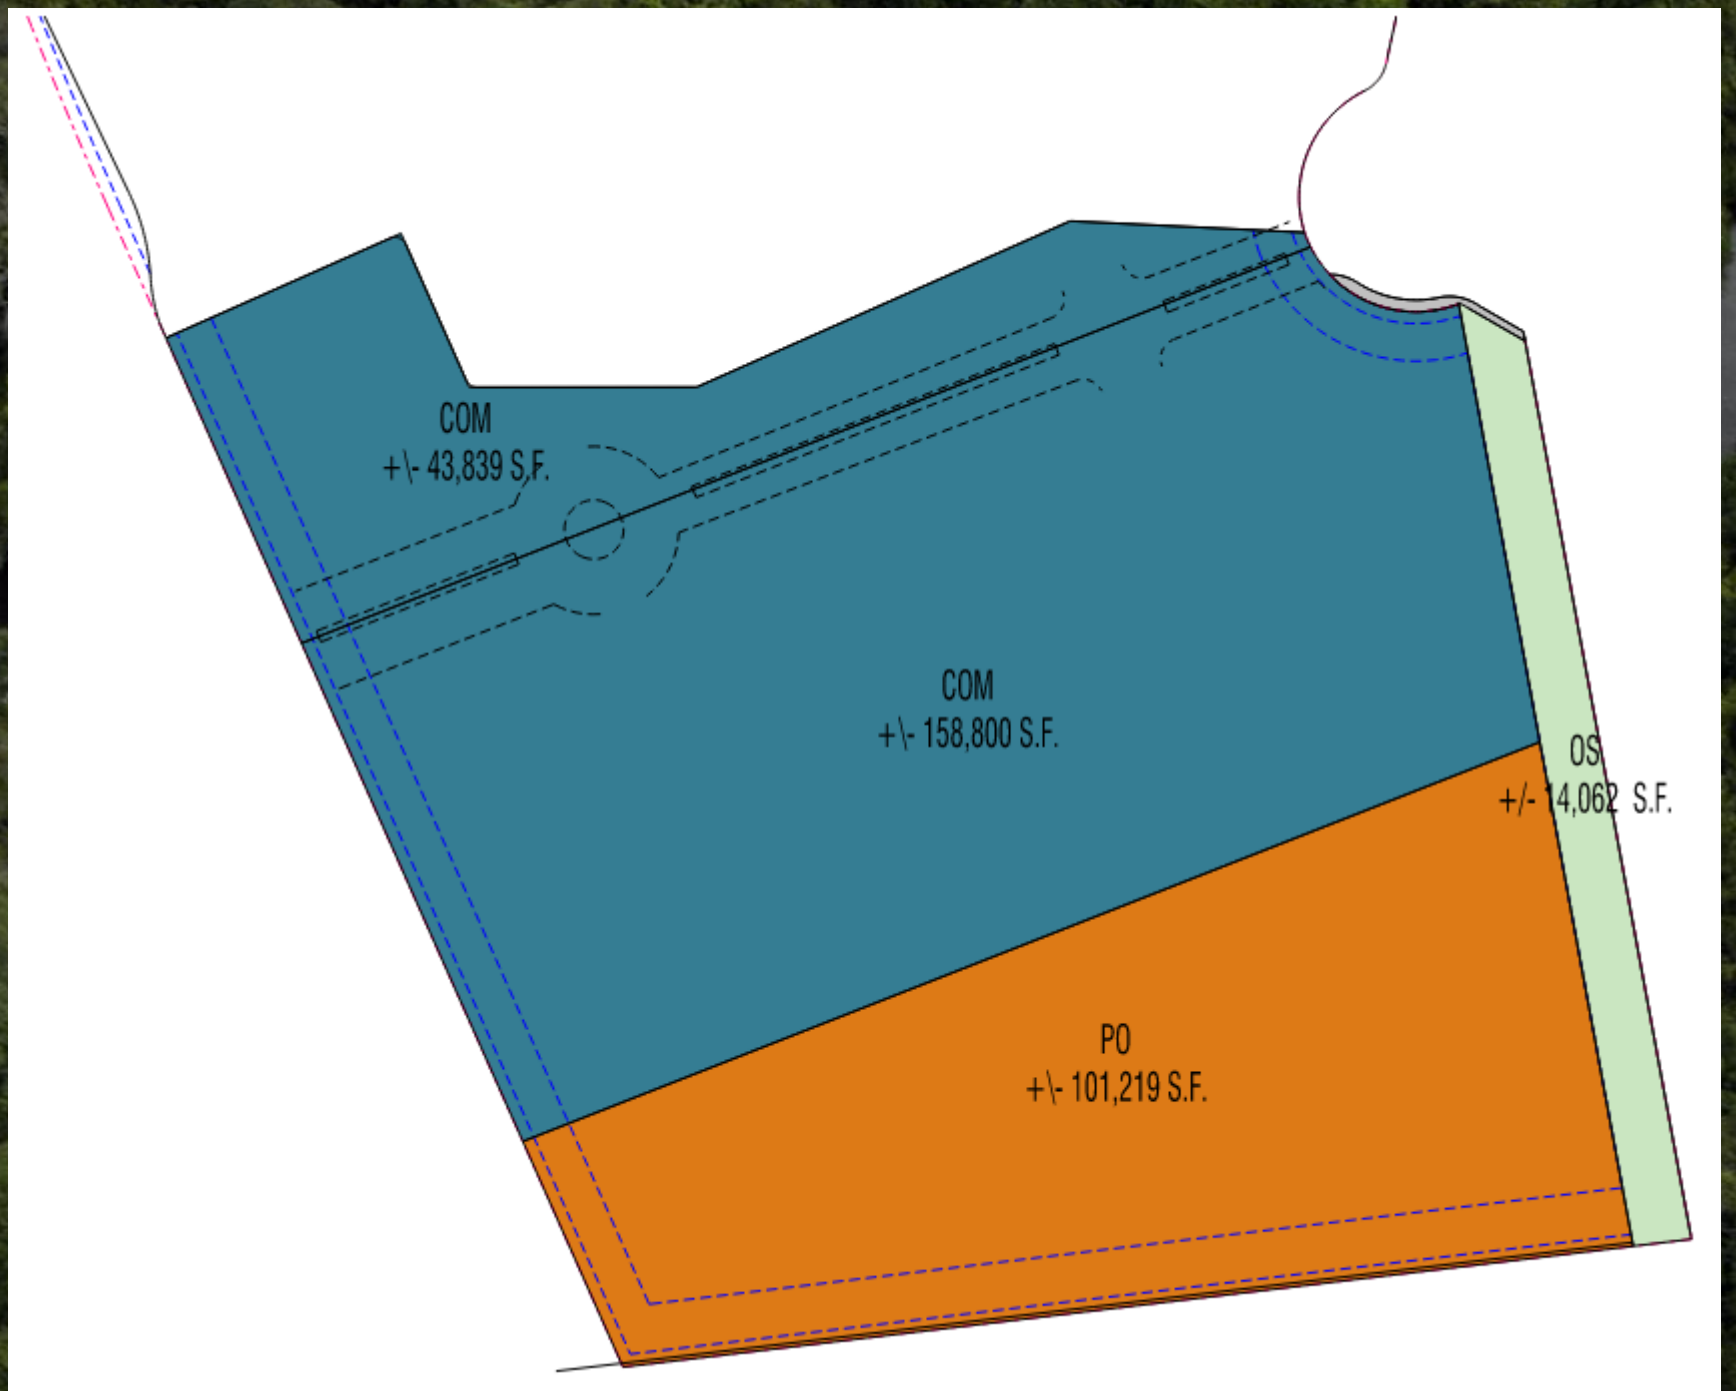 COM
+\- 43,839 S.F.
COM
+\- 158,800 S.F.
OS
+/- 14,062 S.F.
PO
+\- 101,219 S.F.